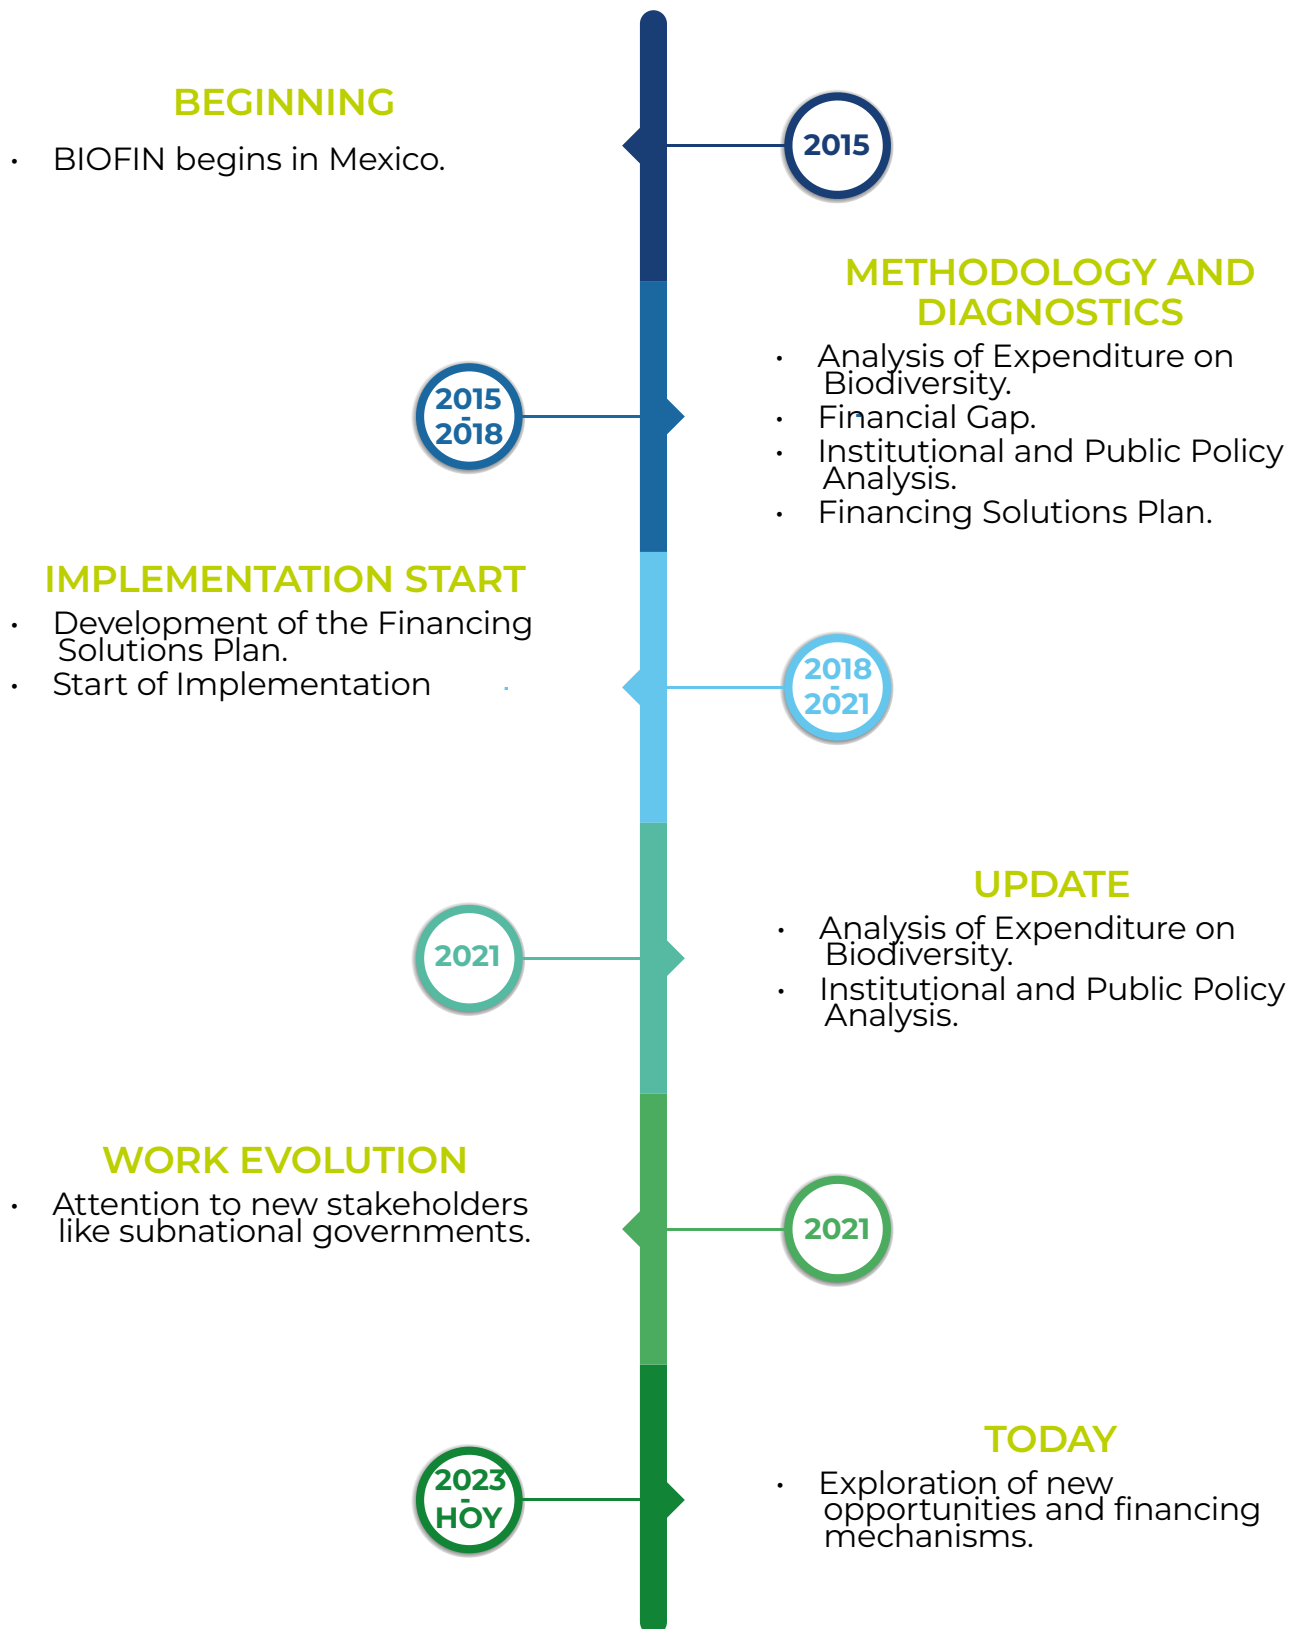 BEGINNING
• BIOFIN begins in Mexico.
2015
METHODOLOGY AND
DIAGNOSTICS
• Analysis of Expenditure on
Biodiversity.
• Financial Gap.
• Institutional and Public Policy
Analysis.
• Financing Solutions Plan.
2015
-
2018
IMPLEMENTATION START
• Development of the Financing
Solutions Plan.
• Start of Implementation
2018
-
2021
UPDATE
• Analysis of Expenditure on
Biodiversity.
• Institutional and Public Policy
Analysis.
2021
WORK EVOLUTION
• Attention to new stakeholders
like subnational governments.
2021
TODAY
• Exploration of new
opportunities and financing
mechanisms.
2023
-
HOY